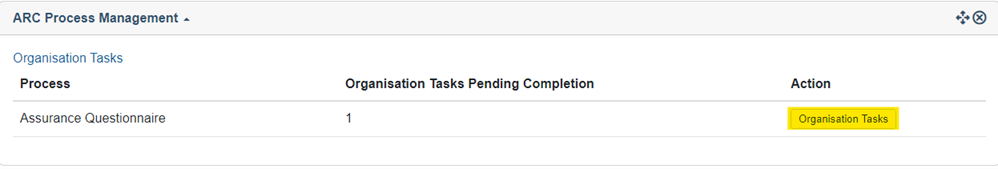 ARC Process Management
Organisation Tasks
Process Organisation Tasks Pending Completion Action
Assurance Questionnaire 1 Organisation Tasks